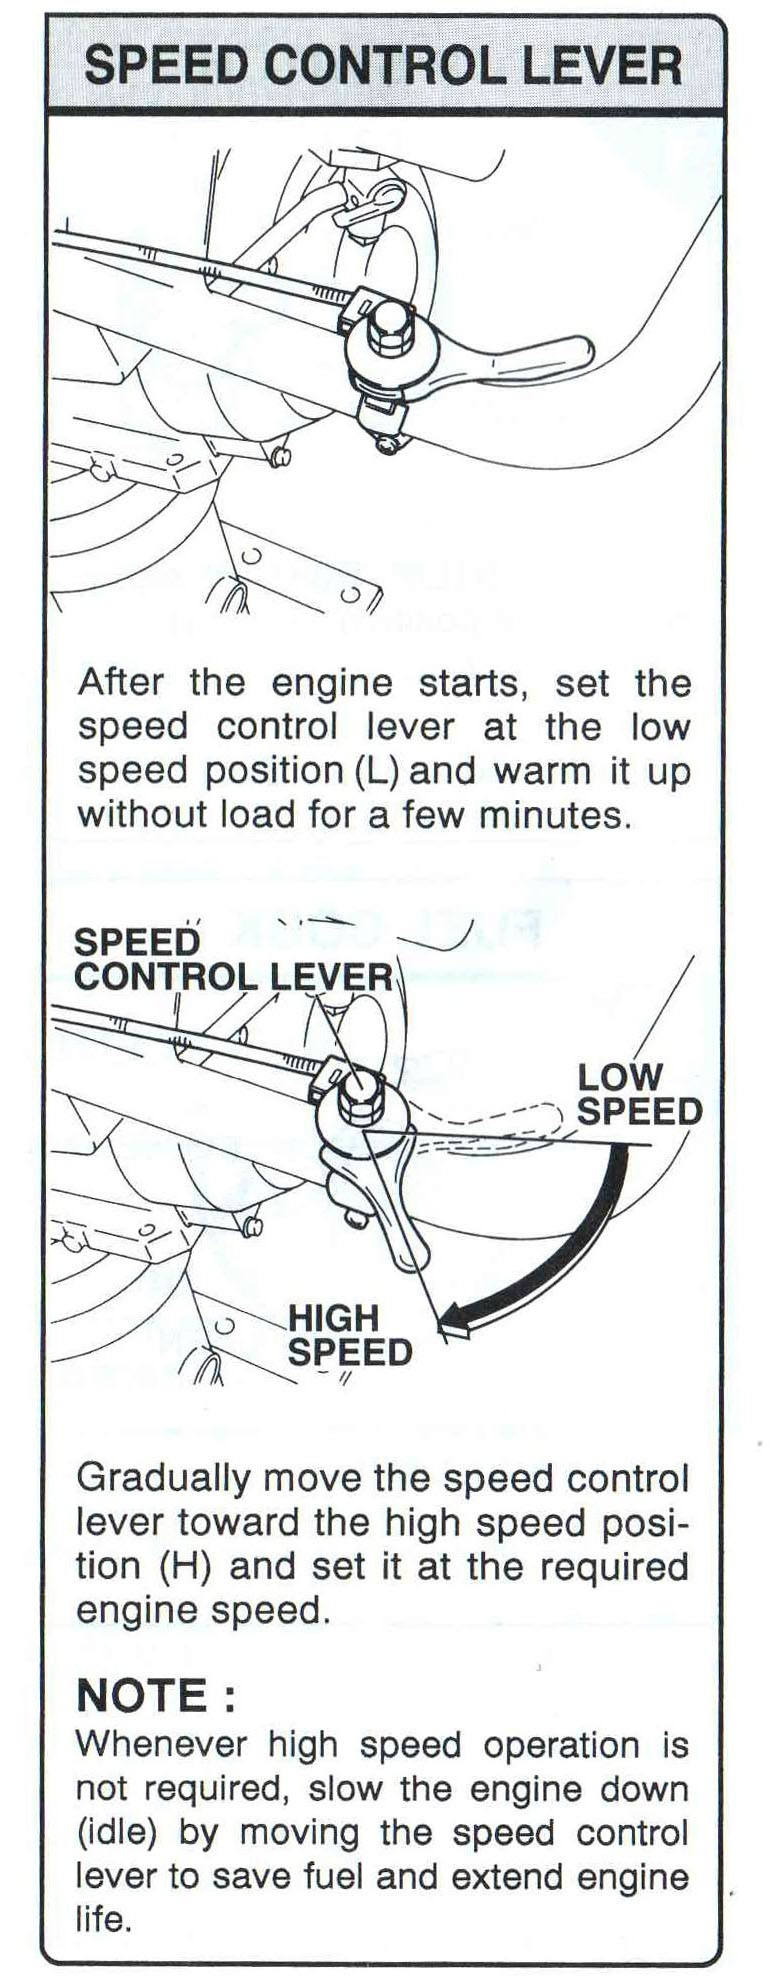 SPEED CONTROL LEVER
After the engine starts, set the
speed control lever at the low
speed position (L) and warm it up
without load for a few minutes.
SPEED
CONTROL LEVER
LOW
SPEED
HIGH
SPEED
Gradually move the speed control
lever toward the high speed posi-
tion (H) and set it at the required
engine speed.
NOTE :
Whenever high speed operation is
not required, slow the engine down
(idle) by moving the speed control
lever to save fuel and extend engine
life.